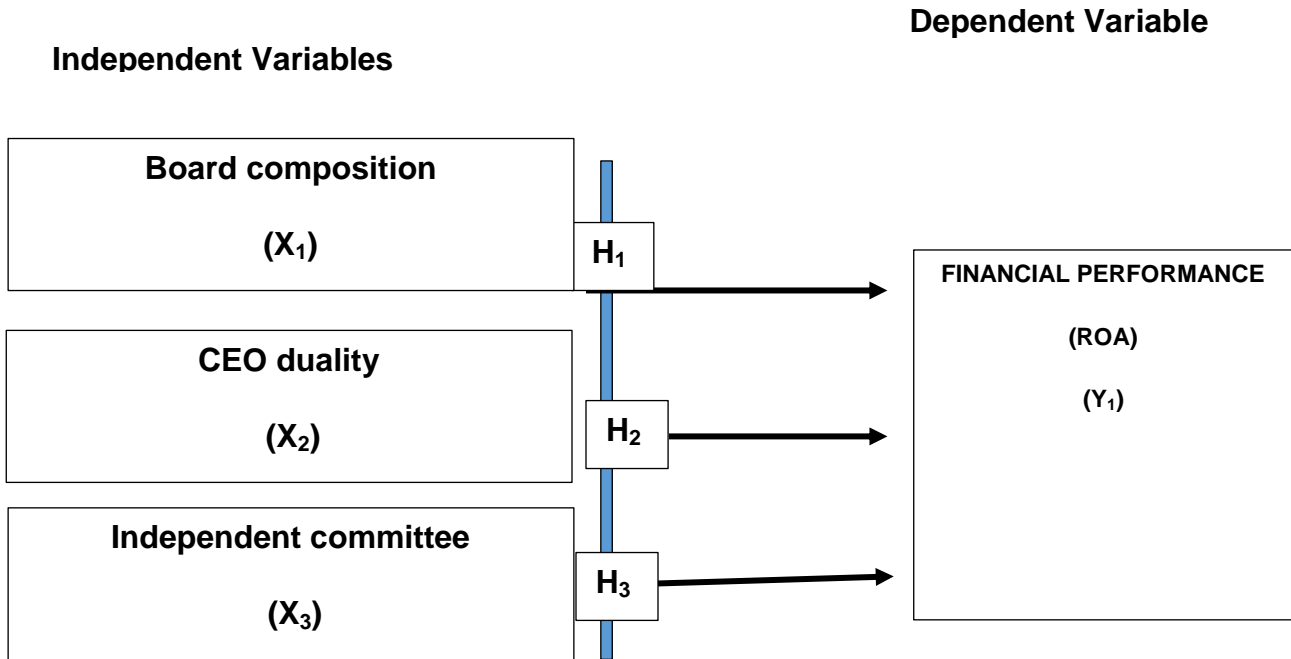 Dependent Variable
Independent Variables
Board composition
(X₁)
H₁
CEO duality
(X₂)
H₂
Independent committee
(X₃)
H₃
FINANCIAL PERFORMANCE
(ROA)
(Y₁)